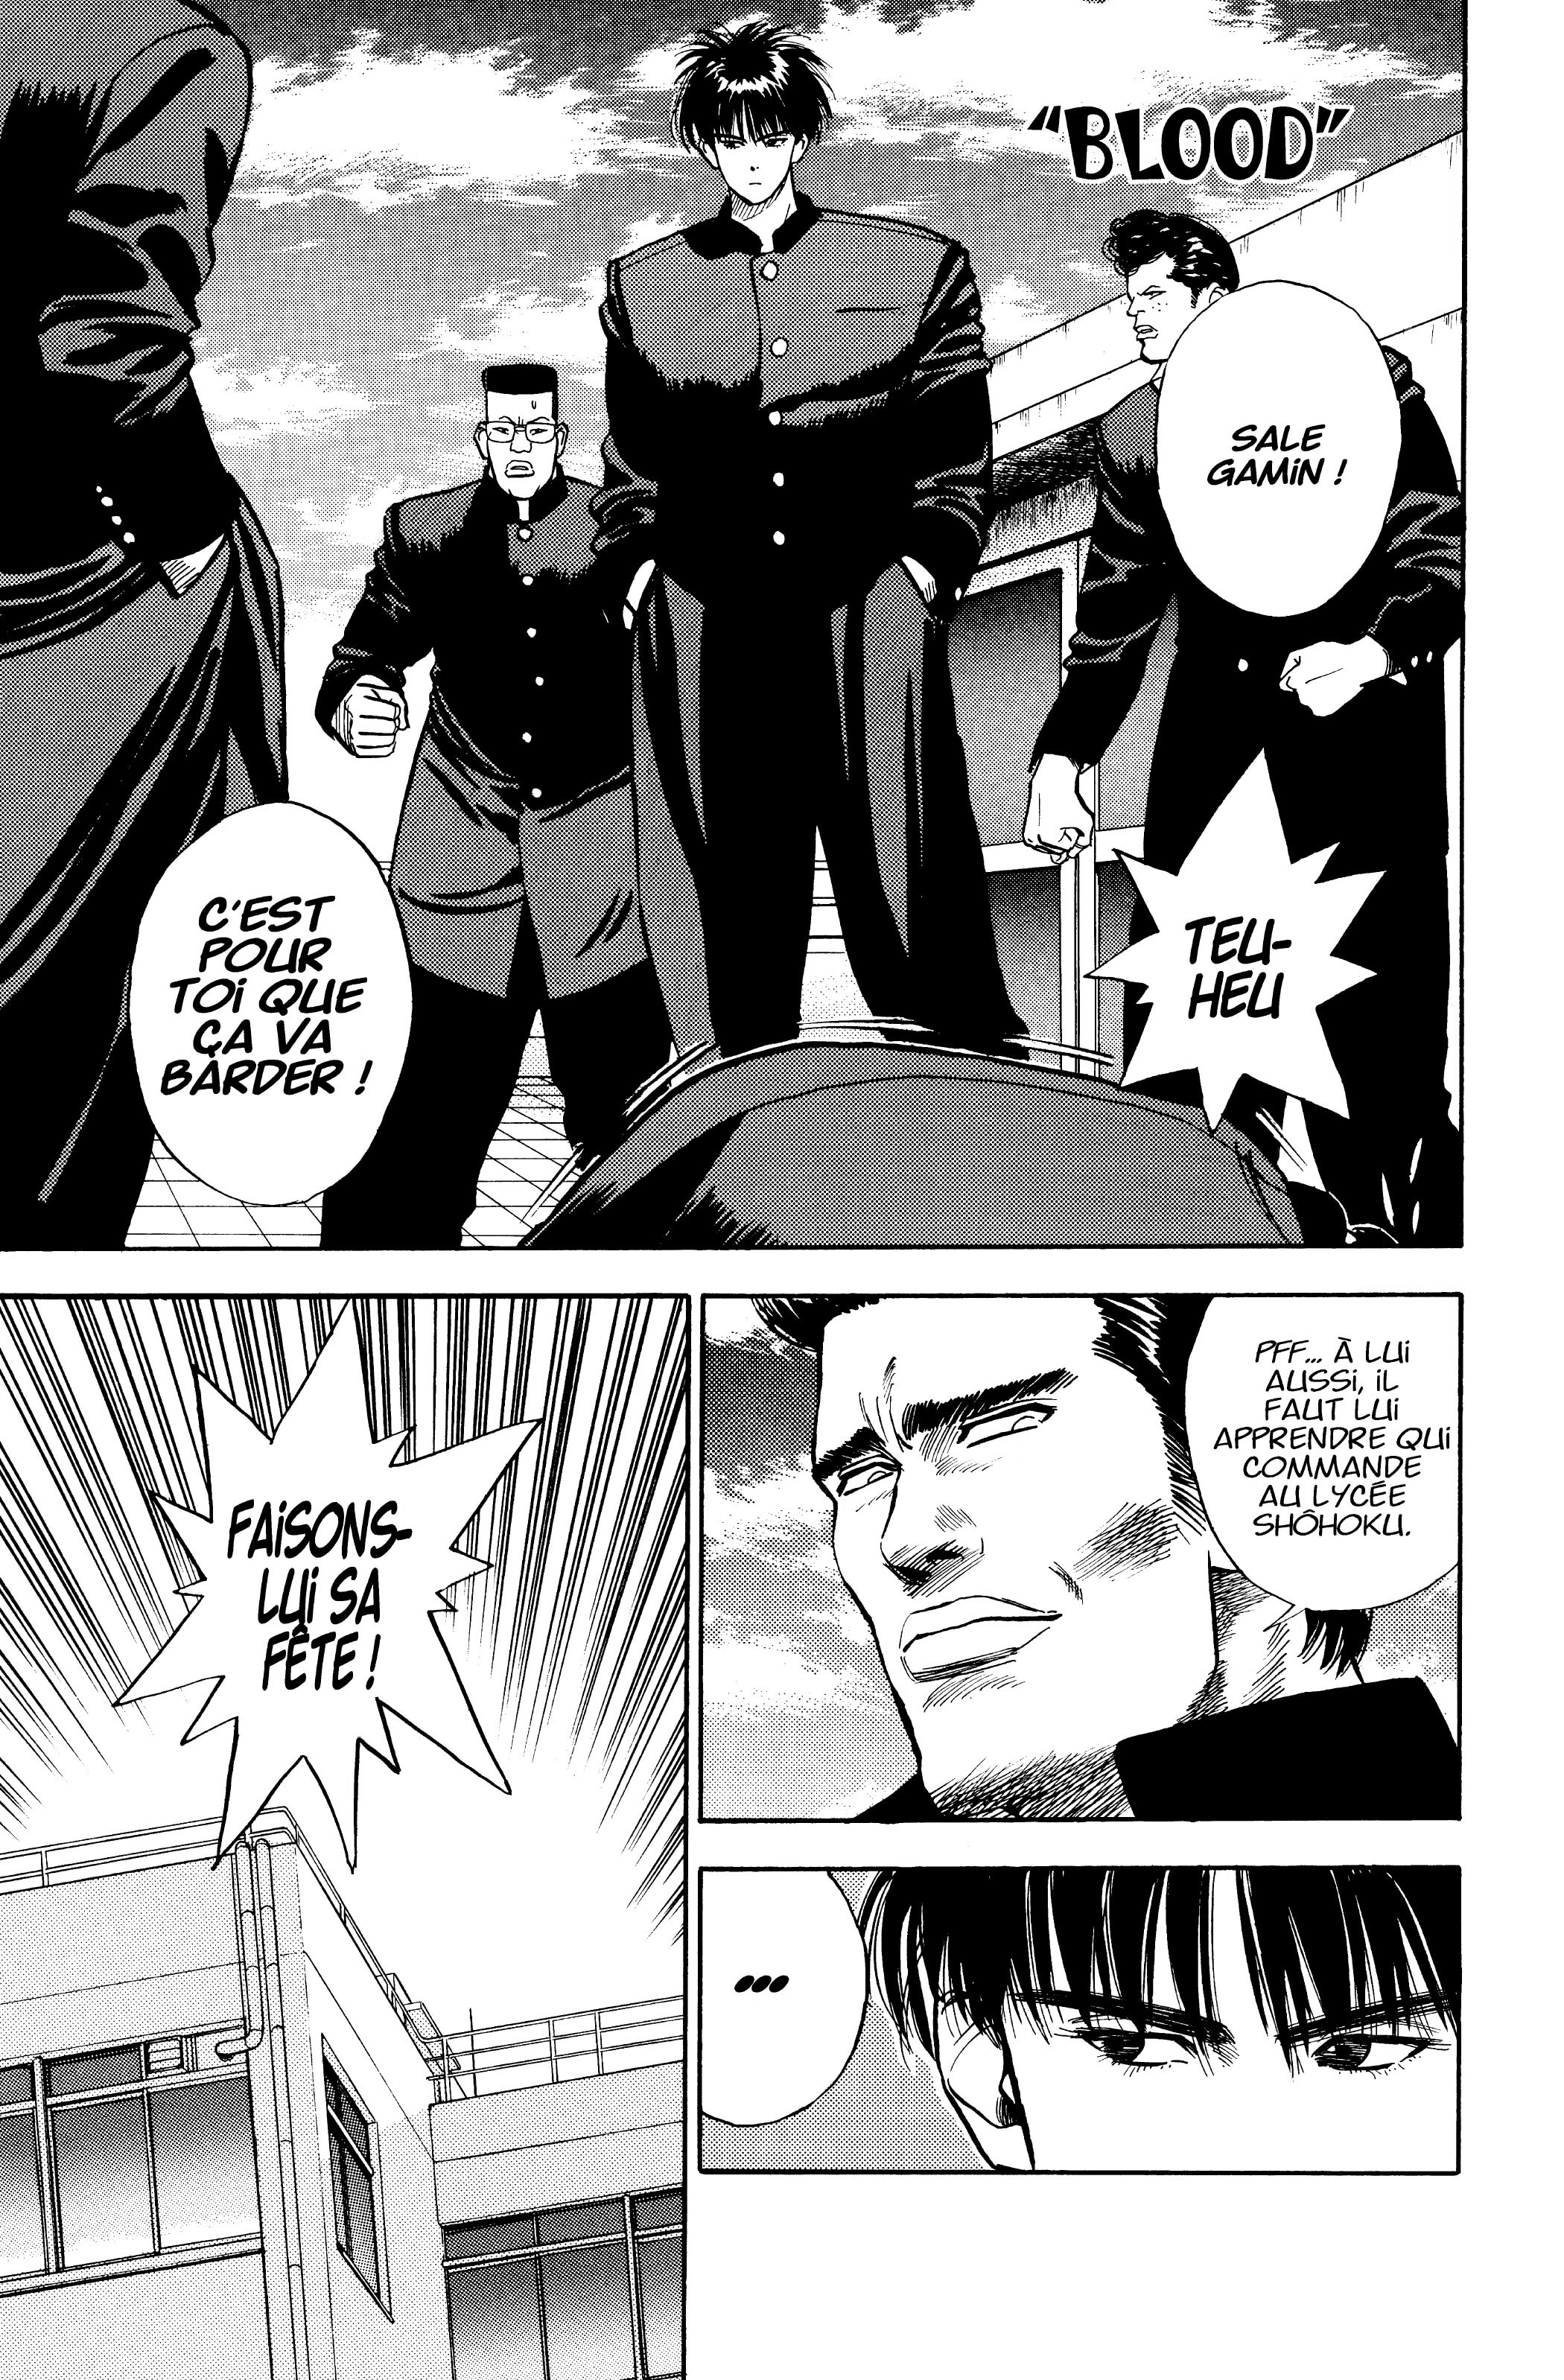 "BLOOD"
SALE
GAMIN !
TEU-
HEU
C'EST
POUR
TOI QUE
ÇA VA
BARDER !
PFF... À LUI
AUSSI, IL
FAUT LUI
APPRENDRE QUI
COMMANDE
AU LYCÉE
SHÔHOKU.
...
FAISONS-
LUI SA
FÊTE !